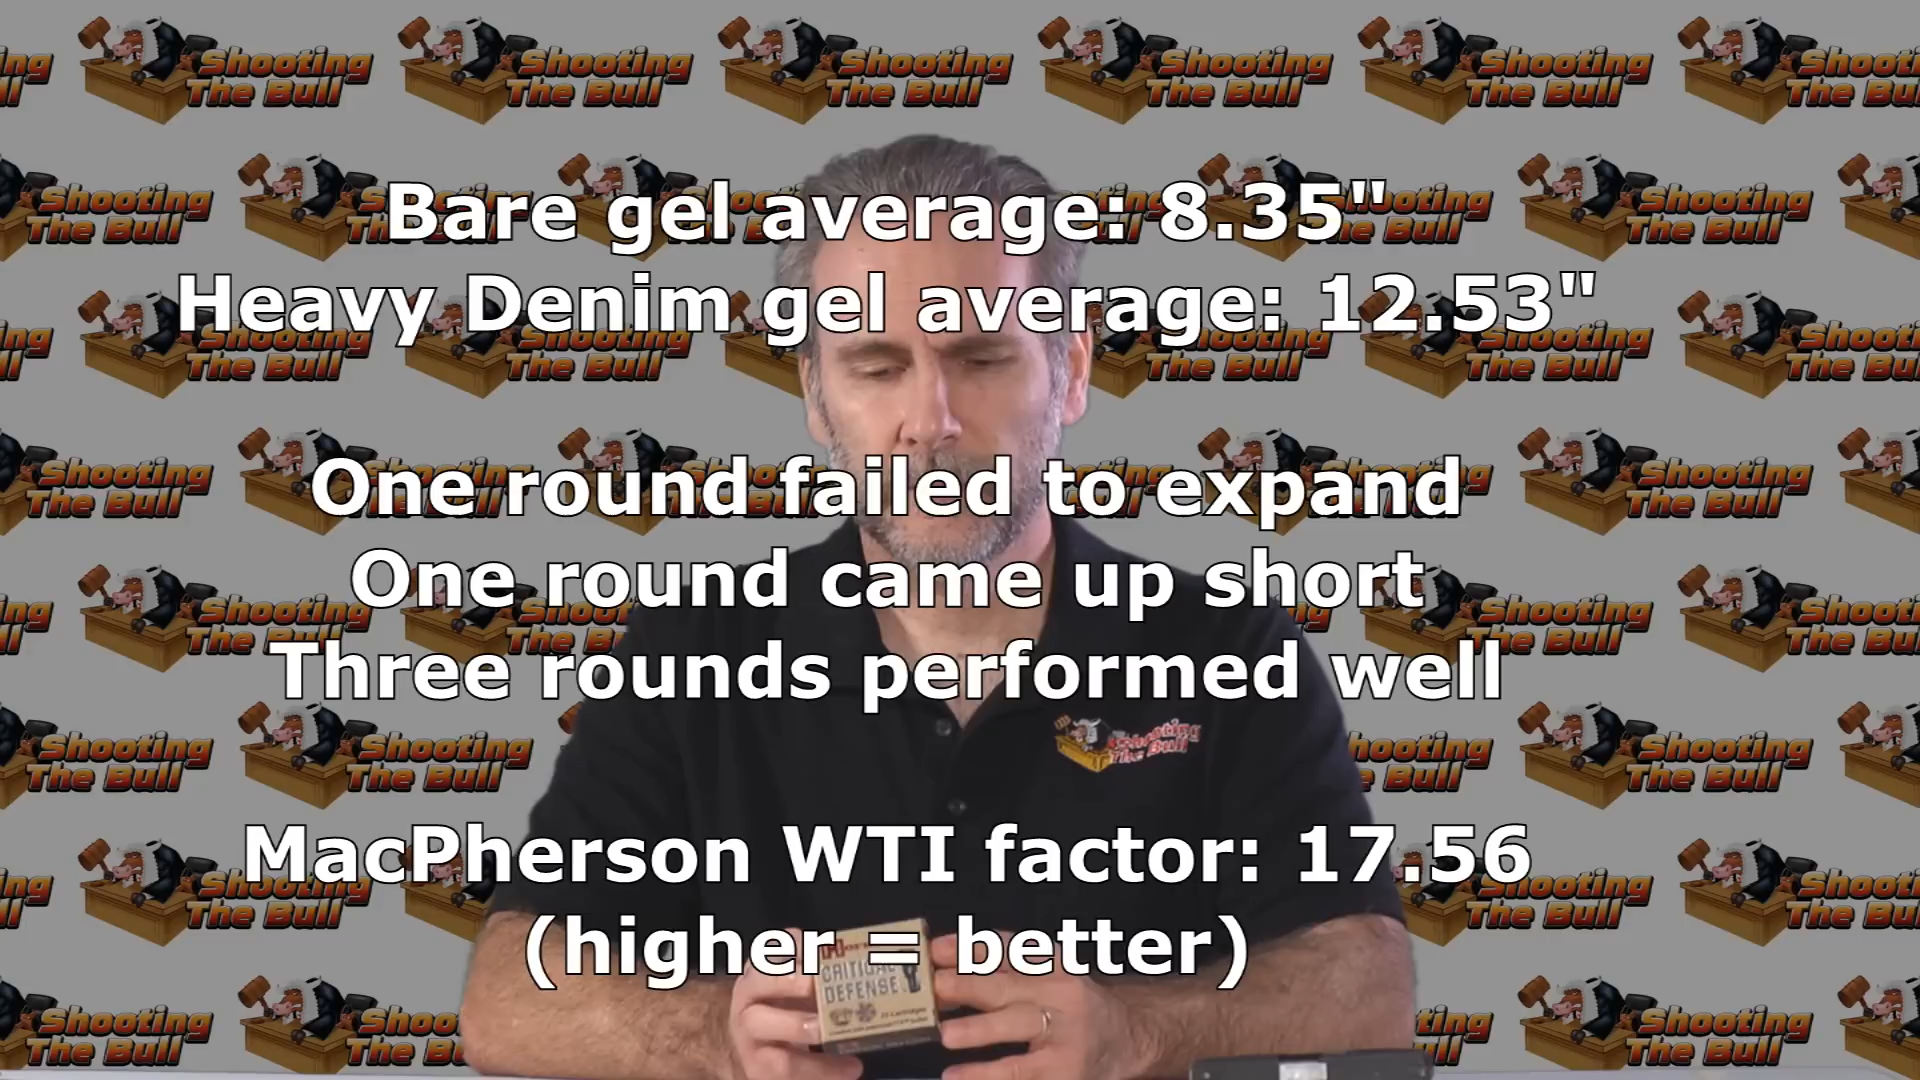 Bare gel average: 8.35"
Heavy Denim gel average: 12.53"
One round failed to expand
One round came up short
Three rounds performed well
MacPherson WTI factor: 17.56
(higher = better)
Shooting
The Bull
CRITICAL
DEFENSE